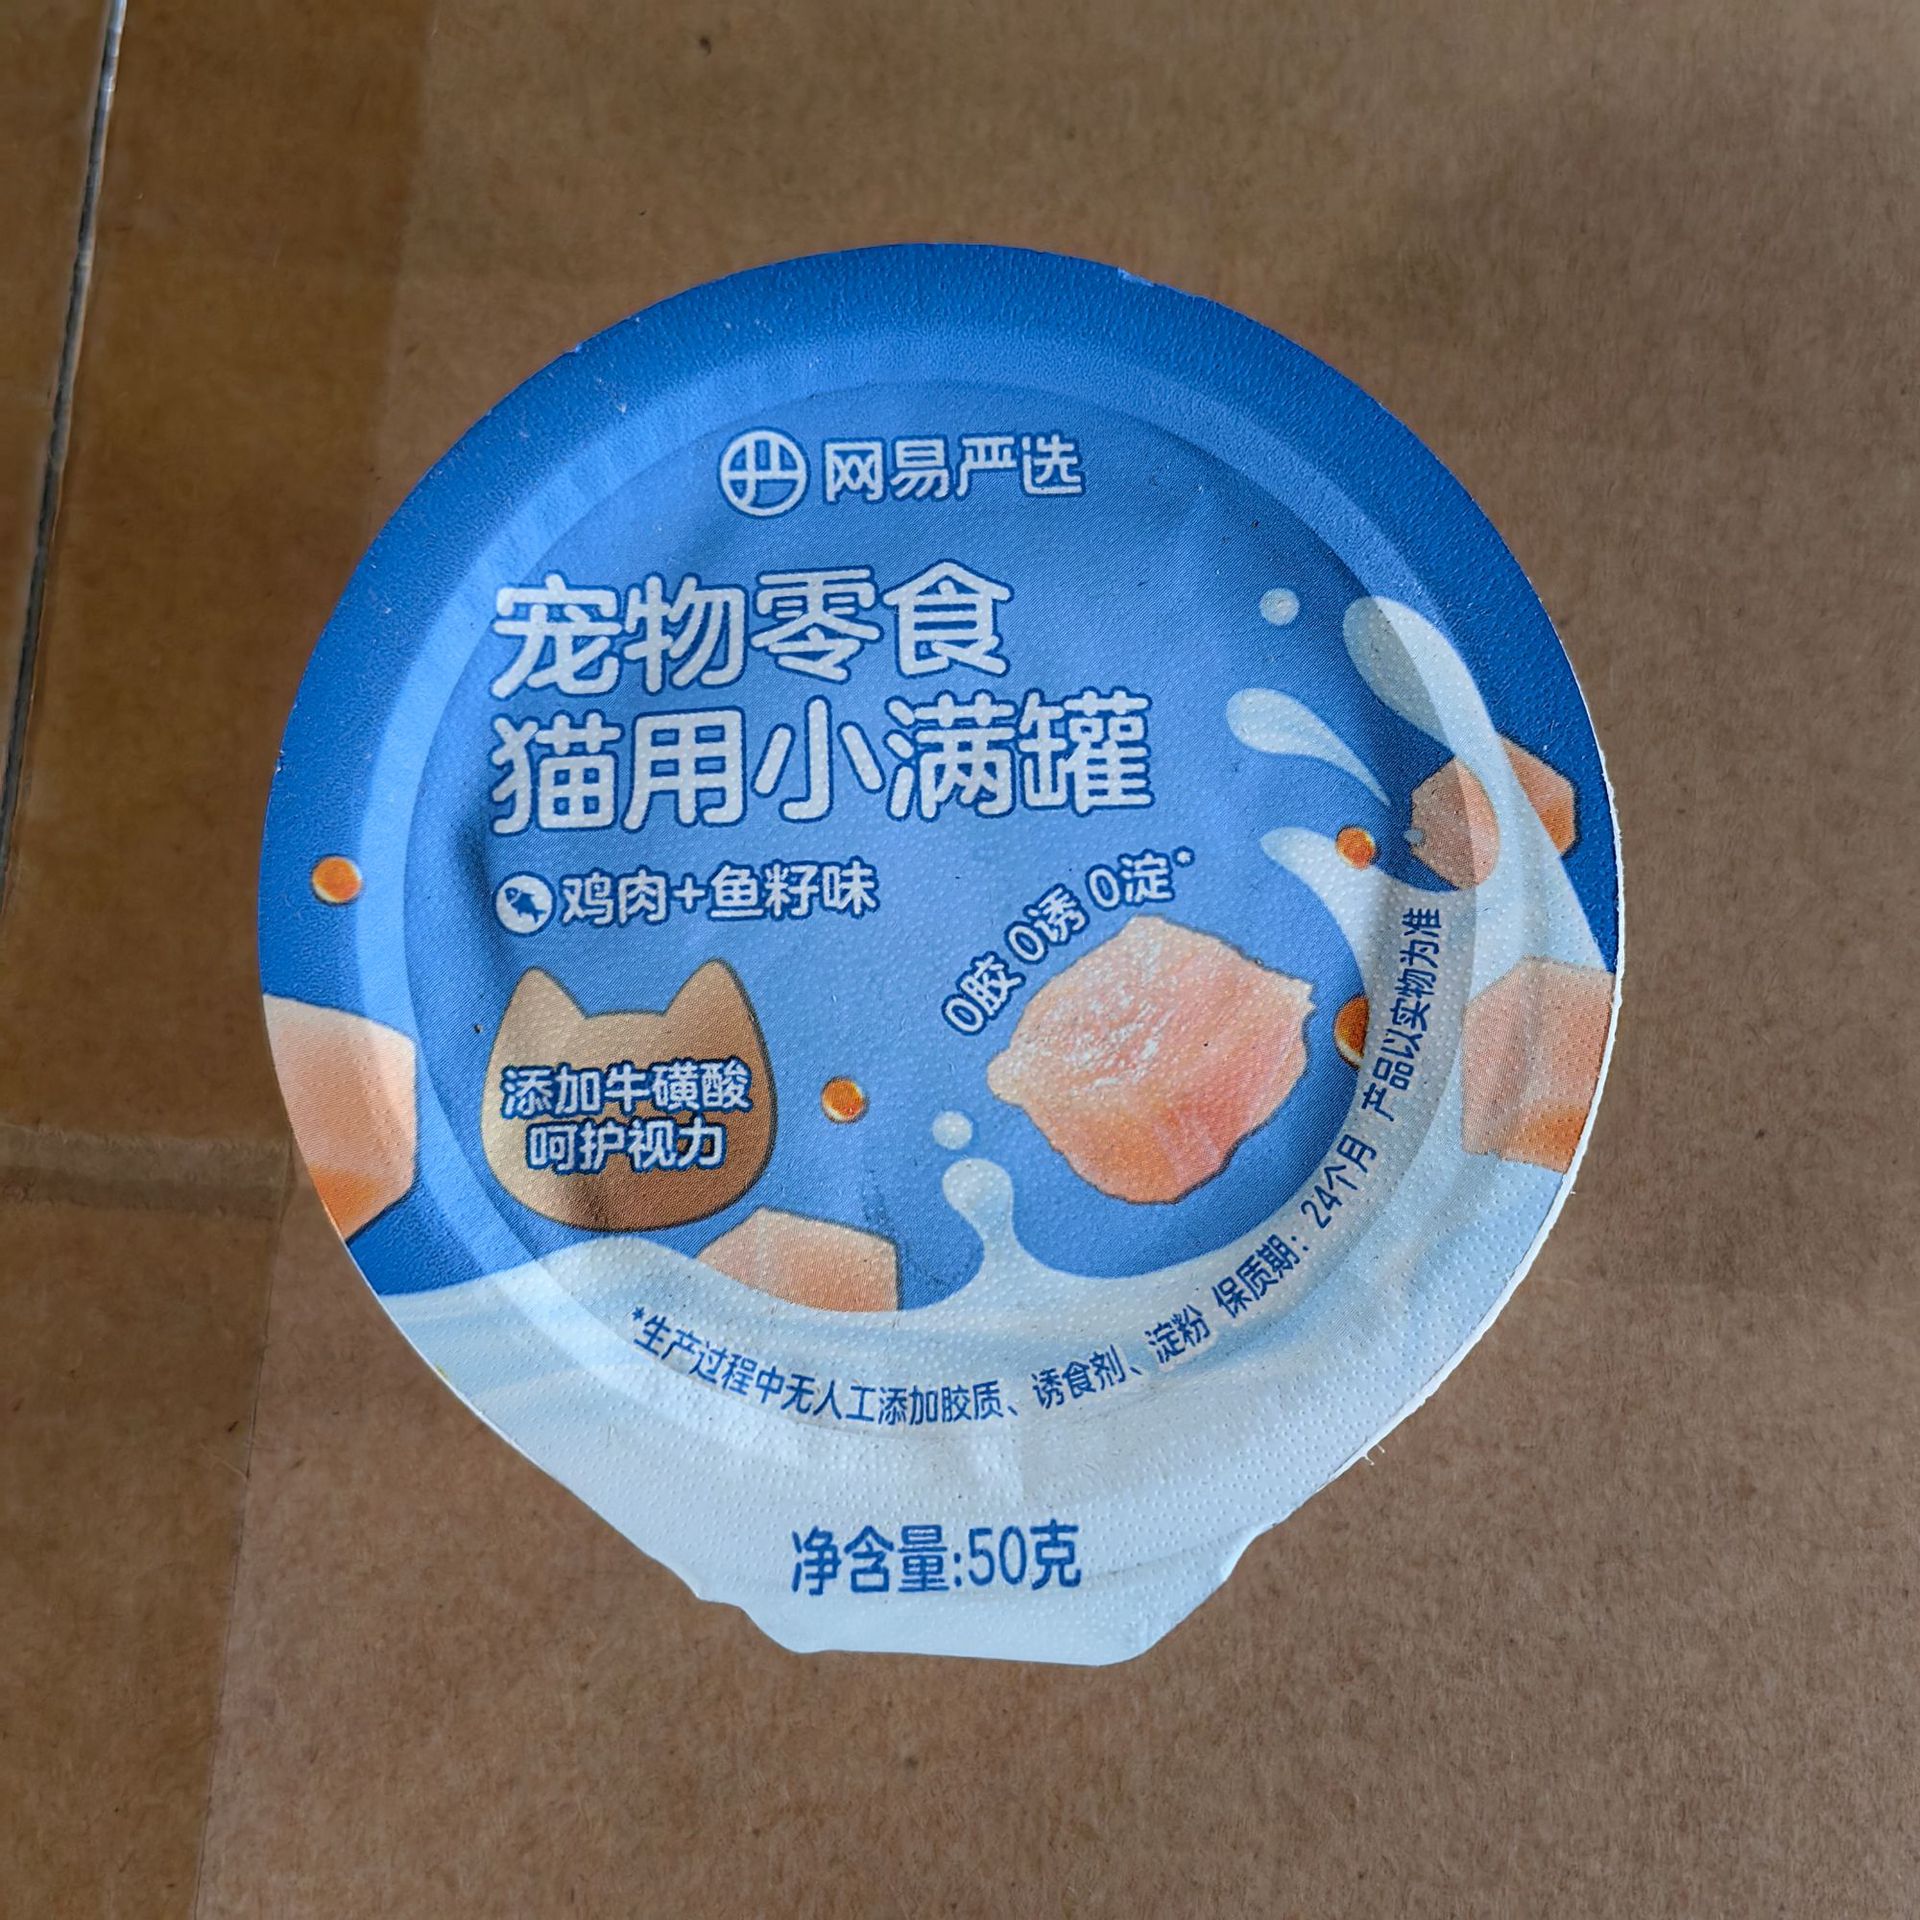 网易严选
宠物零食
猫用小满罐
鸡肉+鱼籽味
0胶 0诱 0淀*
添加牛磺酸
呵护视力
*生产过程中无人工添加胶质、诱食剂、淀粉 保质期：24个月 产品以实物为准
净含量:50克